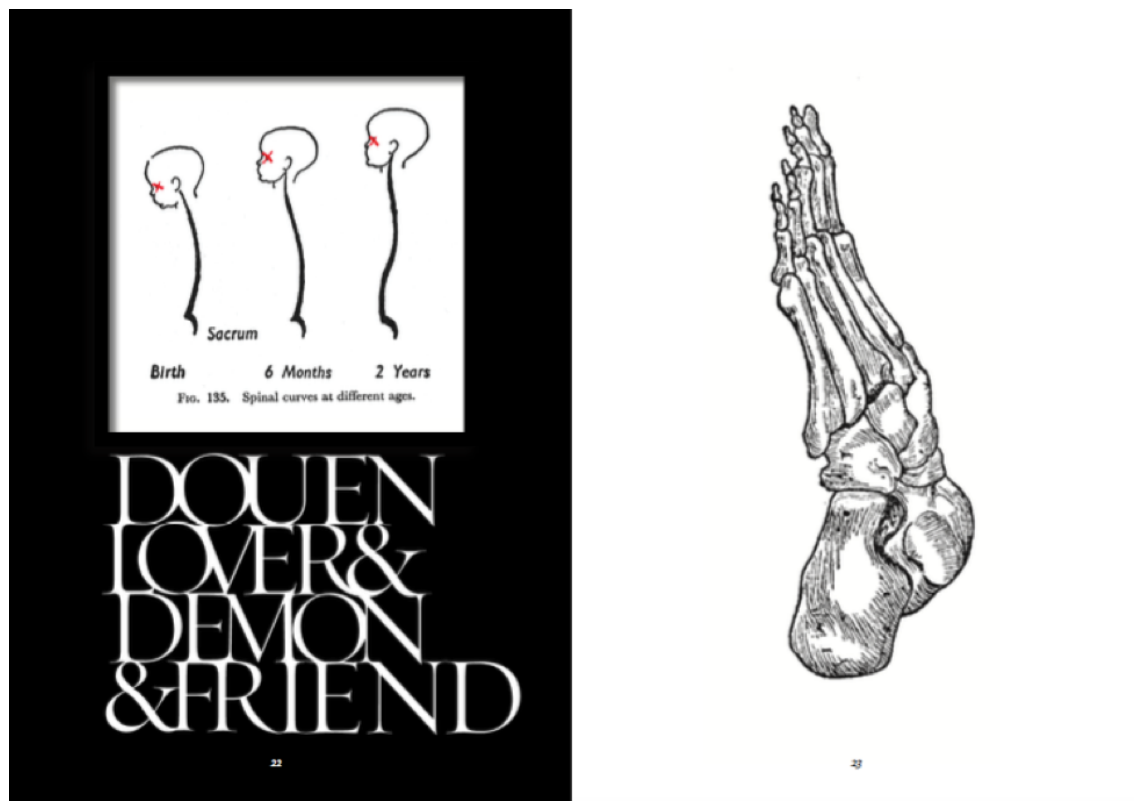 Sacrum
Birth 6 Months 2 Years
FIG. 135. Spinal curves at different ages.
DOUEN
LOVER&
DEMON
&FRIEND
22
23